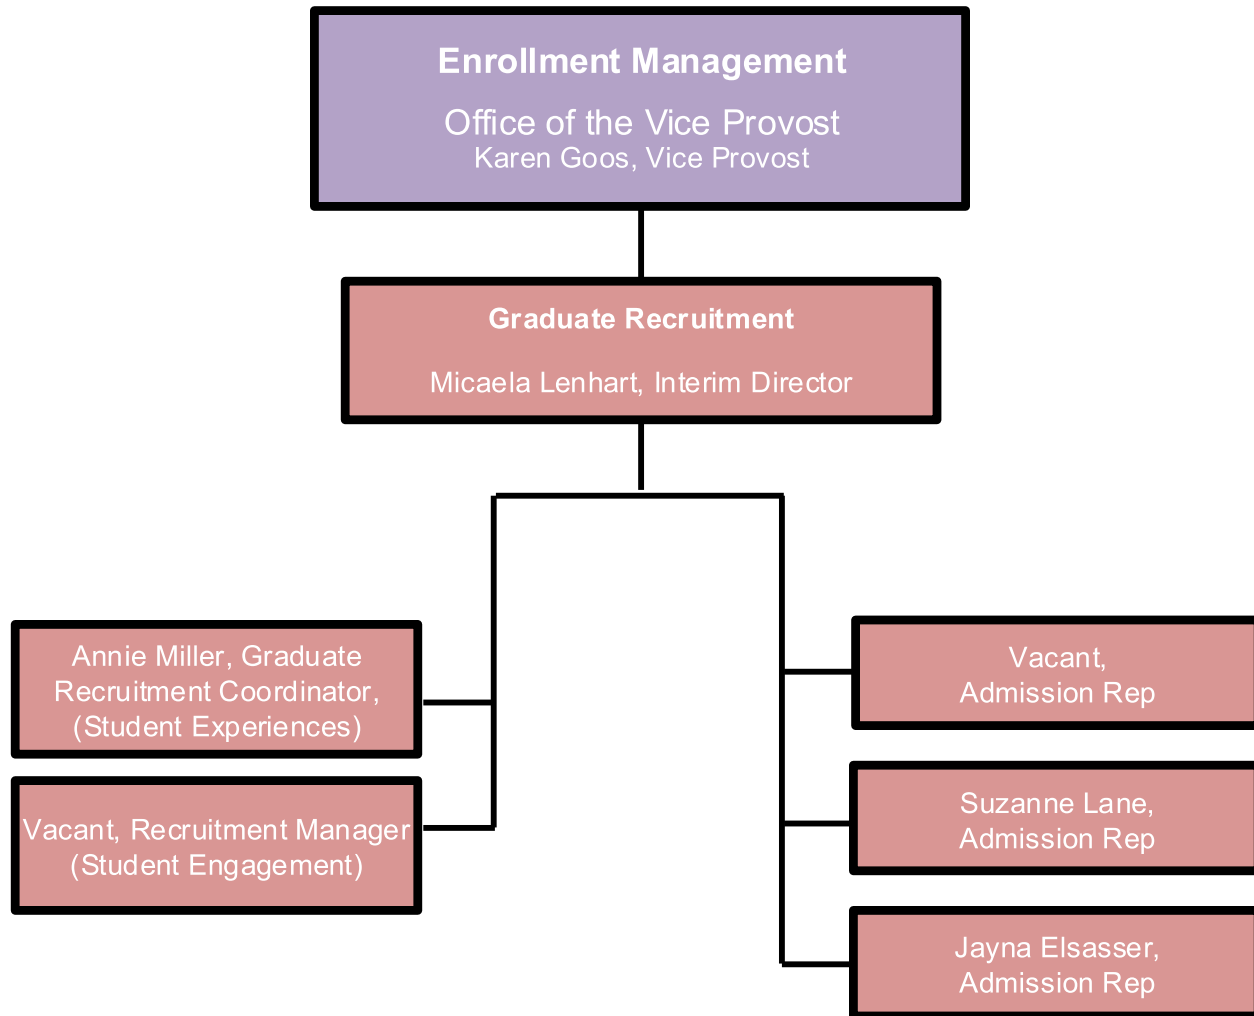 Enrollment Management
Office of the Vice Provost
Karen Goos, Vice Provost
Graduate Recruitment
Micaela Lenhart, Interim Director
Annie Miller, Graduate
Recruitment Coordinator,
(Student Experiences)
Vacant, Recruitment Manager
(Student Engagement)
Vacant,
Admission Rep
Suzanne Lane,
Admission Rep
Jayna Elsasser,
Admission Rep